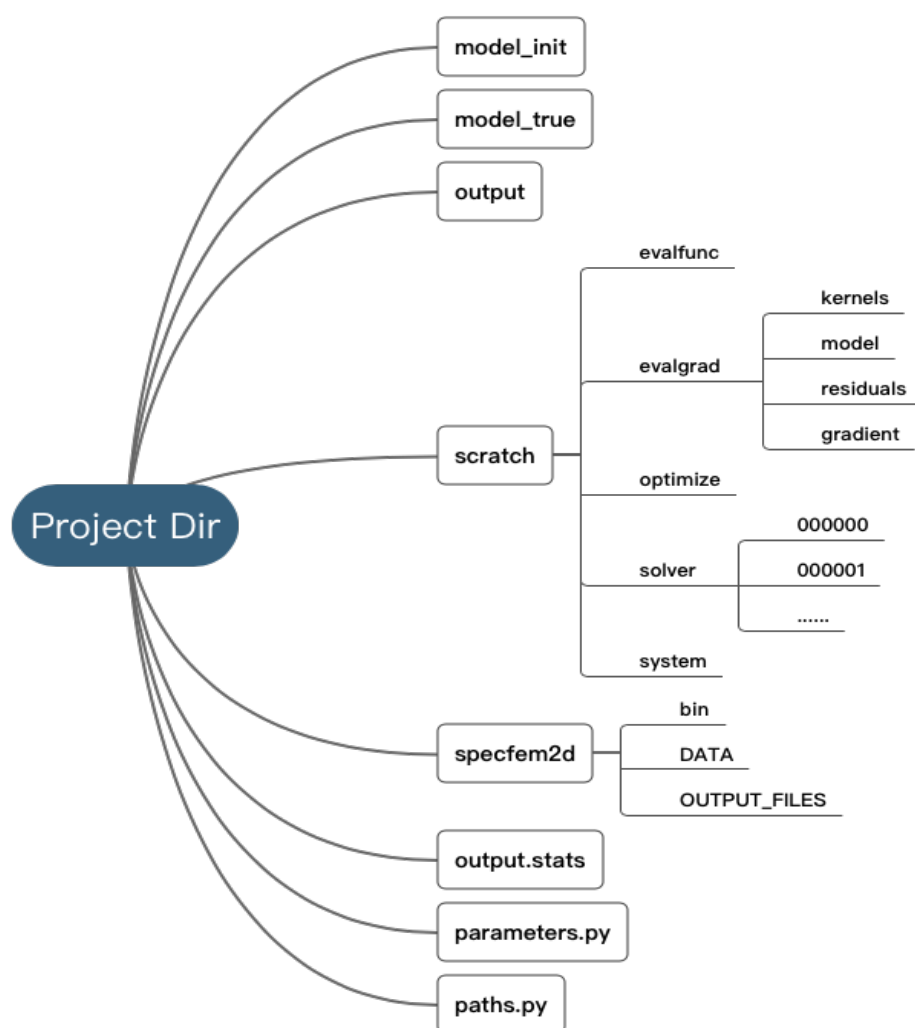 Project Dir
model_init
model_true
output
scratch
evalfunc
evalgrad
kernels
model
residuals
gradient
optimize
solver
000000
000001
......
system
specfem2d
bin
DATA
OUTPUT_FILES
output.stats
parameters.py
paths.py